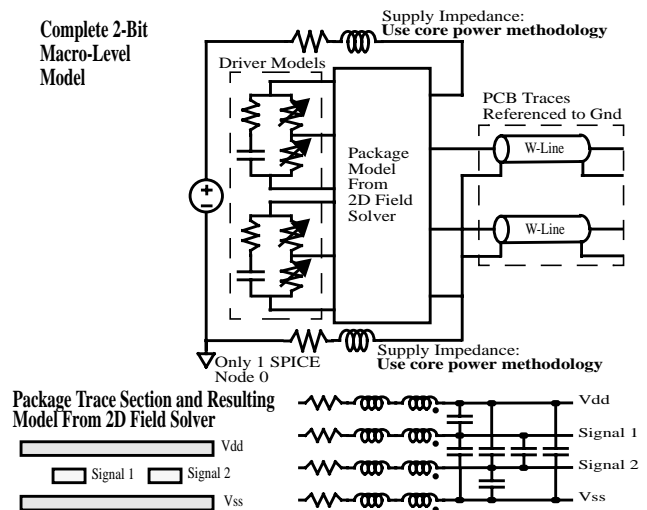 Complete 2-Bit
Macro-Level
Model
Supply Impedance:
Use core power methodology
Driver Models
PCB Traces
Referenced to Gnd
W-Line
Package
Model
From
2D Field
Solver
W-Line
Only 1 SPICE
Node 0
Supply Impedance:
Use core power methodology
Package Trace Section and Resulting
Model From 2D Field Solver
Vdd
Signal 1
Signal 2
Vss
Vdd
Signal 1
Signal 2
Vss